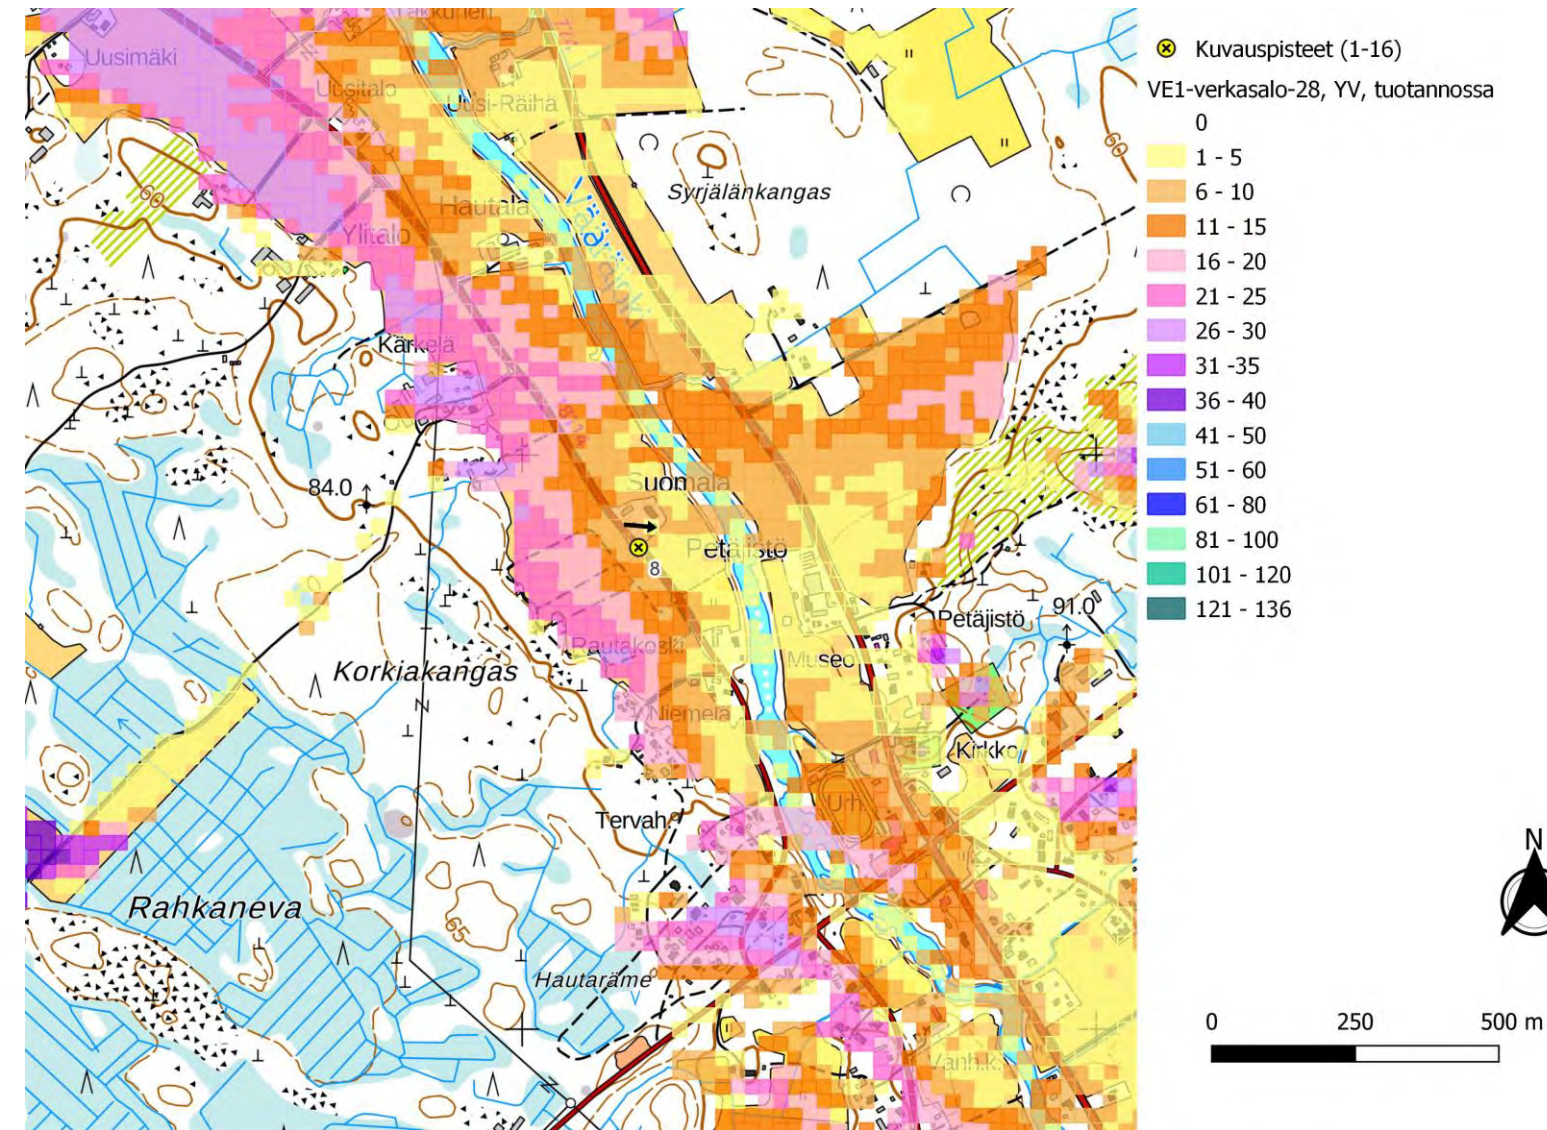 Takkunen
Uusimäki
Uusitalo
Uusi-Räihä
60
60
Syrjälänkangas
Hautala
Ylitalo
Kärkelä
84.0
Suomala
Petäjistö
8
Petäjistö
91.0
Rautakoski
Museo
Korkiakangas
Niemelä
Kirkko
Urh.
Tervah.
Rahkaneva
65
Hautaräme
Vanh.k.
Kuvauspisteet (1-16)
VE1-verkasalo-28, YV, tuotannossa
0
1 - 5
6 - 10
11 - 15
16 - 20
21 - 25
26 - 30
31 -35
36 - 40
41 - 50
51 - 60
61 - 80
81 - 100
101 - 120
121 - 136
N
0 250 500 m